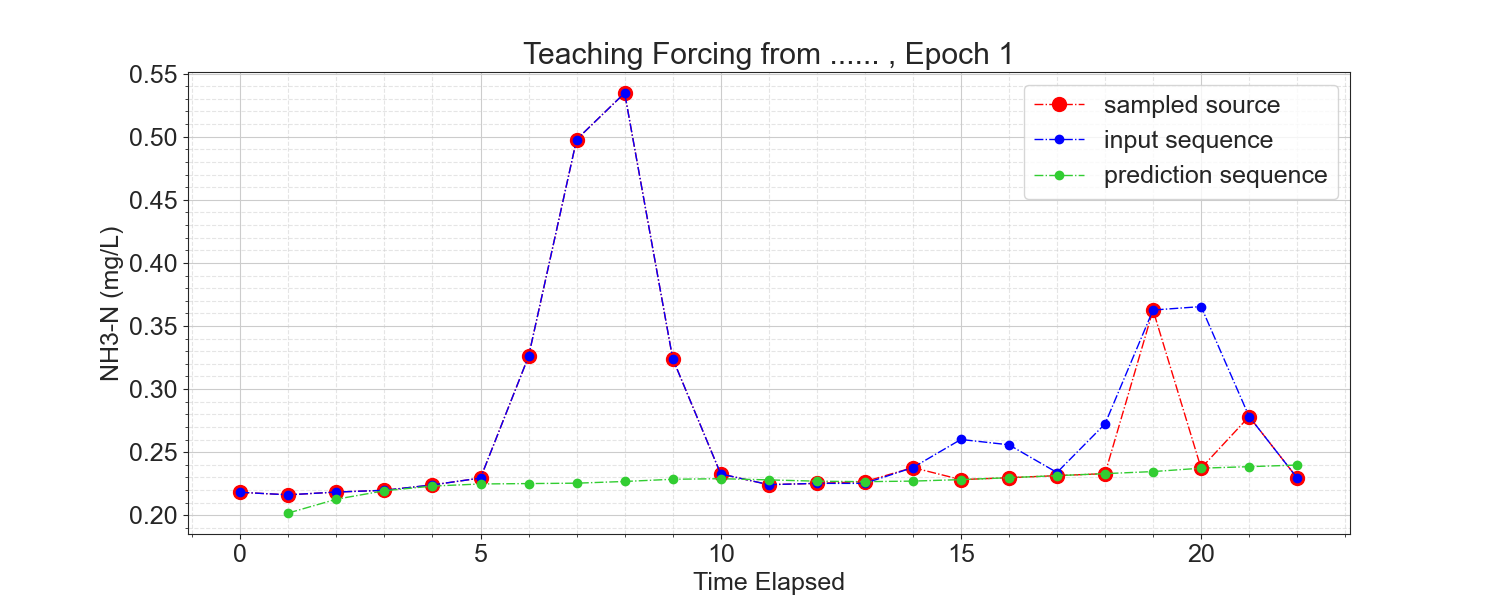 Teaching Forcing from ...... , Epoch 1
0.55
0.50
0.45
0.40
0.35
0.30
0.25
0.20
NH3-N (mg/L)
sampled source
input sequence
prediction sequence
0 5 10 15 20
Time Elapsed